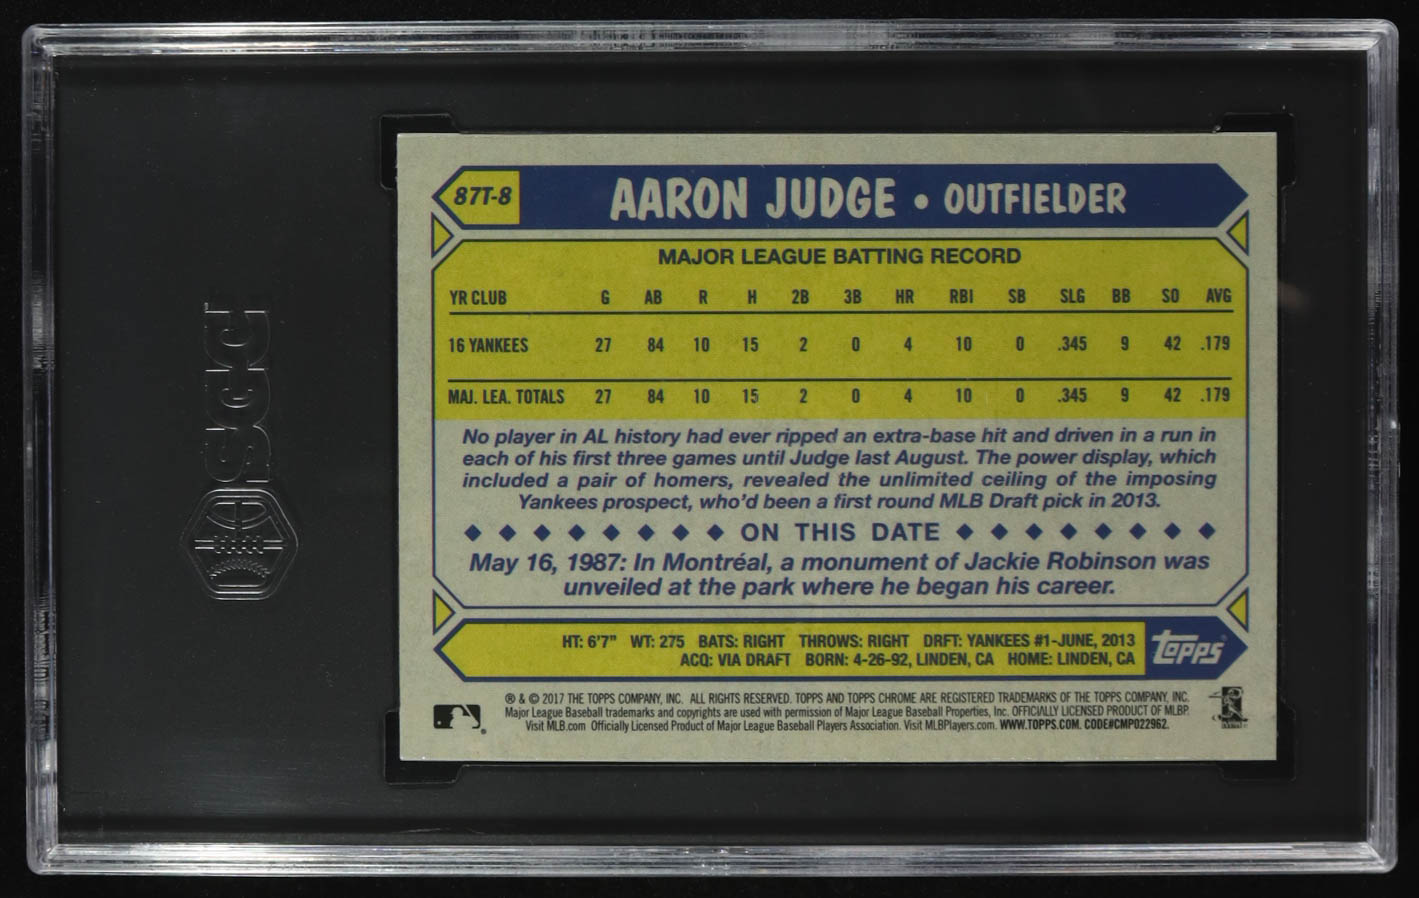 87T-8 AARON JUDGE • OUTFIELDER
MAJOR LEAGUE BATTING RECORD
YR CLUB G AB R H 2B 3B HR RBI SB SLG BB SO AVG
16 YANKEES 27 84 10 15 2 0 4 10 0 .345 9 42 .179
MAJ. LEA. TOTALS 27 84 10 15 2 0 4 10 0 .345 9 42 .179
No player in AL history had ever ripped an extra-base hit and driven in a run in
each of his first three games until Judge last August. The power display, which
included a pair of homers, revealed the unlimited ceiling of the imposing
Yankees prospect, who'd been a first round MLB Draft pick in 2013.
ON THIS DATE
May 16, 1987: In Montréal, a monument of Jackie Robinson was
unveiled at the park where he began his career.
HT: 6'7" WT: 275 BATS: RIGHT THROWS: RIGHT DRFT: YANKEES #1-JUNE, 2013
ACQ: VIA DRAFT BORN: 4-26-92, LINDEN, CA HOME: LINDEN, CA
Topps
® & © 2017 THE TOPPS COMPANY, INC. ALL RIGHTS RESERVED. TOPPS AND TOPPS CHROME ARE REGISTERED TRADEMARKS OF THE TOPPS COMPANY, INC.
Major League Baseball trademarks and copyrights are used with permission of Major League Baseball Properties, Inc. OFFICIALLY LICENSED PRODUCT OF MLBP.
Visit MLB.com Officially Licensed Product of Major League Baseball Players Association. Visit MLBPlayers.com. WWW.TOPPS.COM. CODE#CMP022962.
SGC